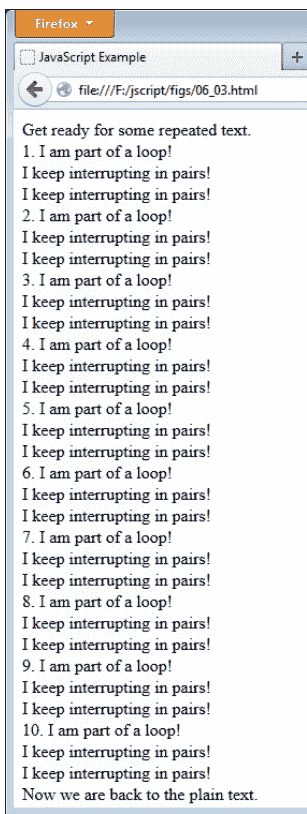 Firefox
JavaScript Example
+
file:///F:/jscript/figs/06_03.html
Get ready for some repeated text.
1. I am part of a loop!
I keep interrupting in pairs!
I keep interrupting in pairs!
2. I am part of a loop!
I keep interrupting in pairs!
I keep interrupting in pairs!
3. I am part of a loop!
I keep interrupting in pairs!
I keep interrupting in pairs!
4. I am part of a loop!
I keep interrupting in pairs!
I keep interrupting in pairs!
5. I am part of a loop!
I keep interrupting in pairs!
I keep interrupting in pairs!
6. I am part of a loop!
I keep interrupting in pairs!
I keep interrupting in pairs!
7. I am part of a loop!
I keep interrupting in pairs!
I keep interrupting in pairs!
8. I am part of a loop!
I keep interrupting in pairs!
I keep interrupting in pairs!
9. I am part of a loop!
I keep interrupting in pairs!
I keep interrupting in pairs!
10. I am part of a loop!
I keep interrupting in pairs!
I keep interrupting in pairs!
Now we are back to the plain text.